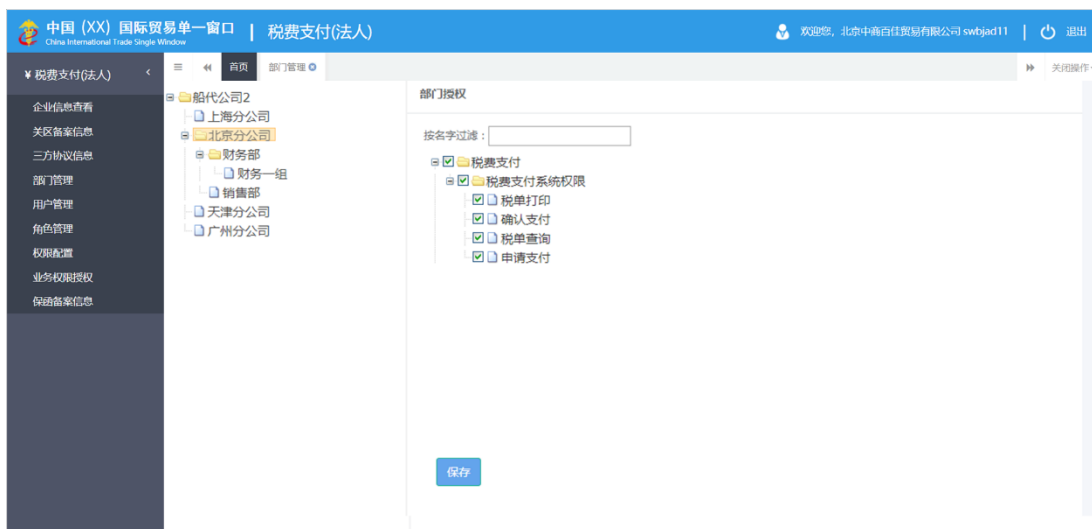 中国 (XX) 国际贸易单一窗口 | 税费支付(法人)
China International Trade Single Window
欢迎您, 北京中商百佳贸易有限公司 swbjad11 | 退出
¥ 税费支付(法人)
企业信息查看
关区备案信息
三方协议信息
部门管理
用户管理
角色管理
权限配置
业务权限授权
保函备案信息
首页 部门管理 关闭操作
船代公司2
上海分公司
北京分公司
财务部
财务一组
销售部
天津分公司
广州分公司
部门授权
按名字过滤：
税费支付
税费支付系统权限
税单打印
确认支付
税单查询
申请支付
保存